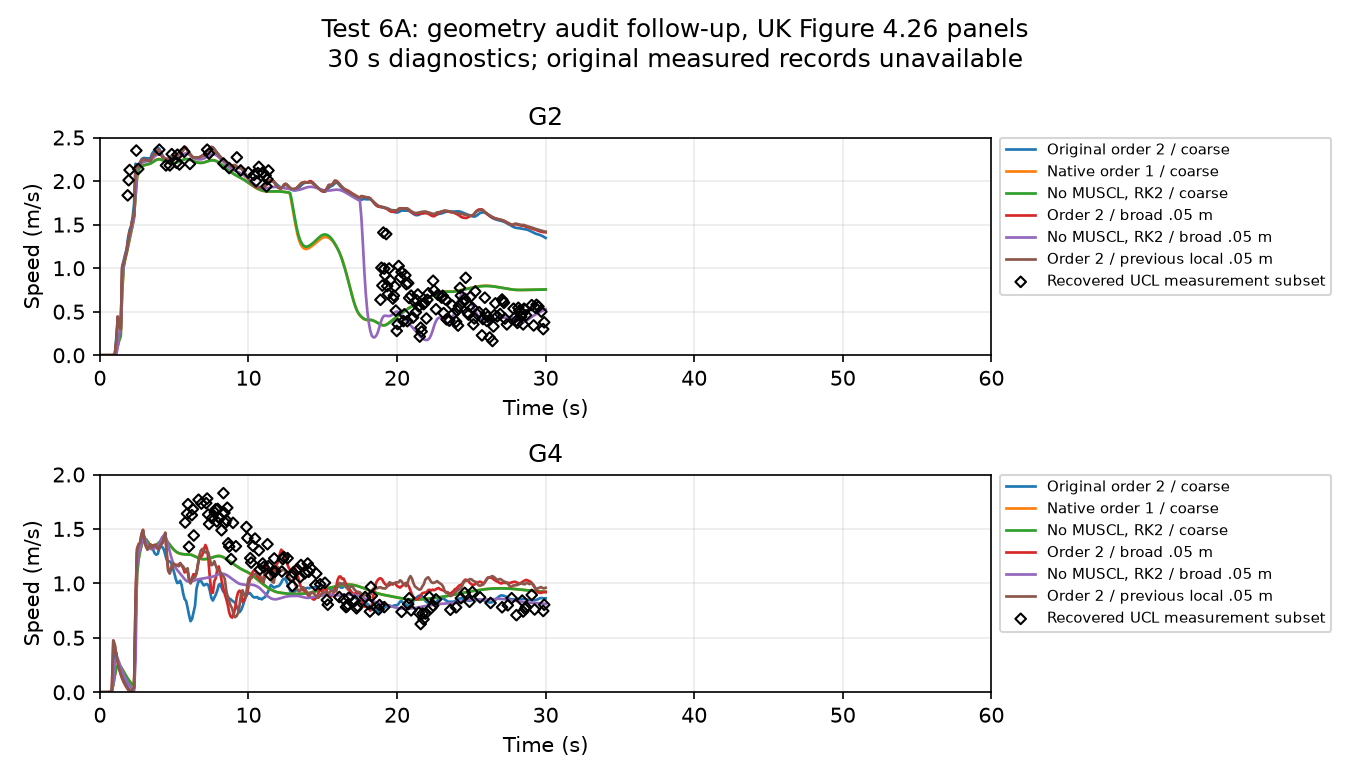 Test 6A: geometry audit follow-up, UK Figure 4.26 panels
30 s diagnostics; original measured records unavailable
G2
2.5
2.0
1.5
1.0
0.5
0.0
Speed (m/s)
0 10 20 30 40 50 60
Time (s)
Original order 2 / coarse
Native order 1 / coarse
No MUSCL, RK2 / coarse
Order 2 / broad .05 m
No MUSCL, RK2 / broad .05 m
Order 2 / previous local .05 m
Recovered UCL measurement subset
G4
2.0
1.5
1.0
0.5
0.0
Speed (m/s)
0 10 20 30 40 50 60
Time (s)
Original order 2 / coarse
Native order 1 / coarse
No MUSCL, RK2 / coarse
Order 2 / broad .05 m
No MUSCL, RK2 / broad .05 m
Order 2 / previous local .05 m
Recovered UCL measurement subset